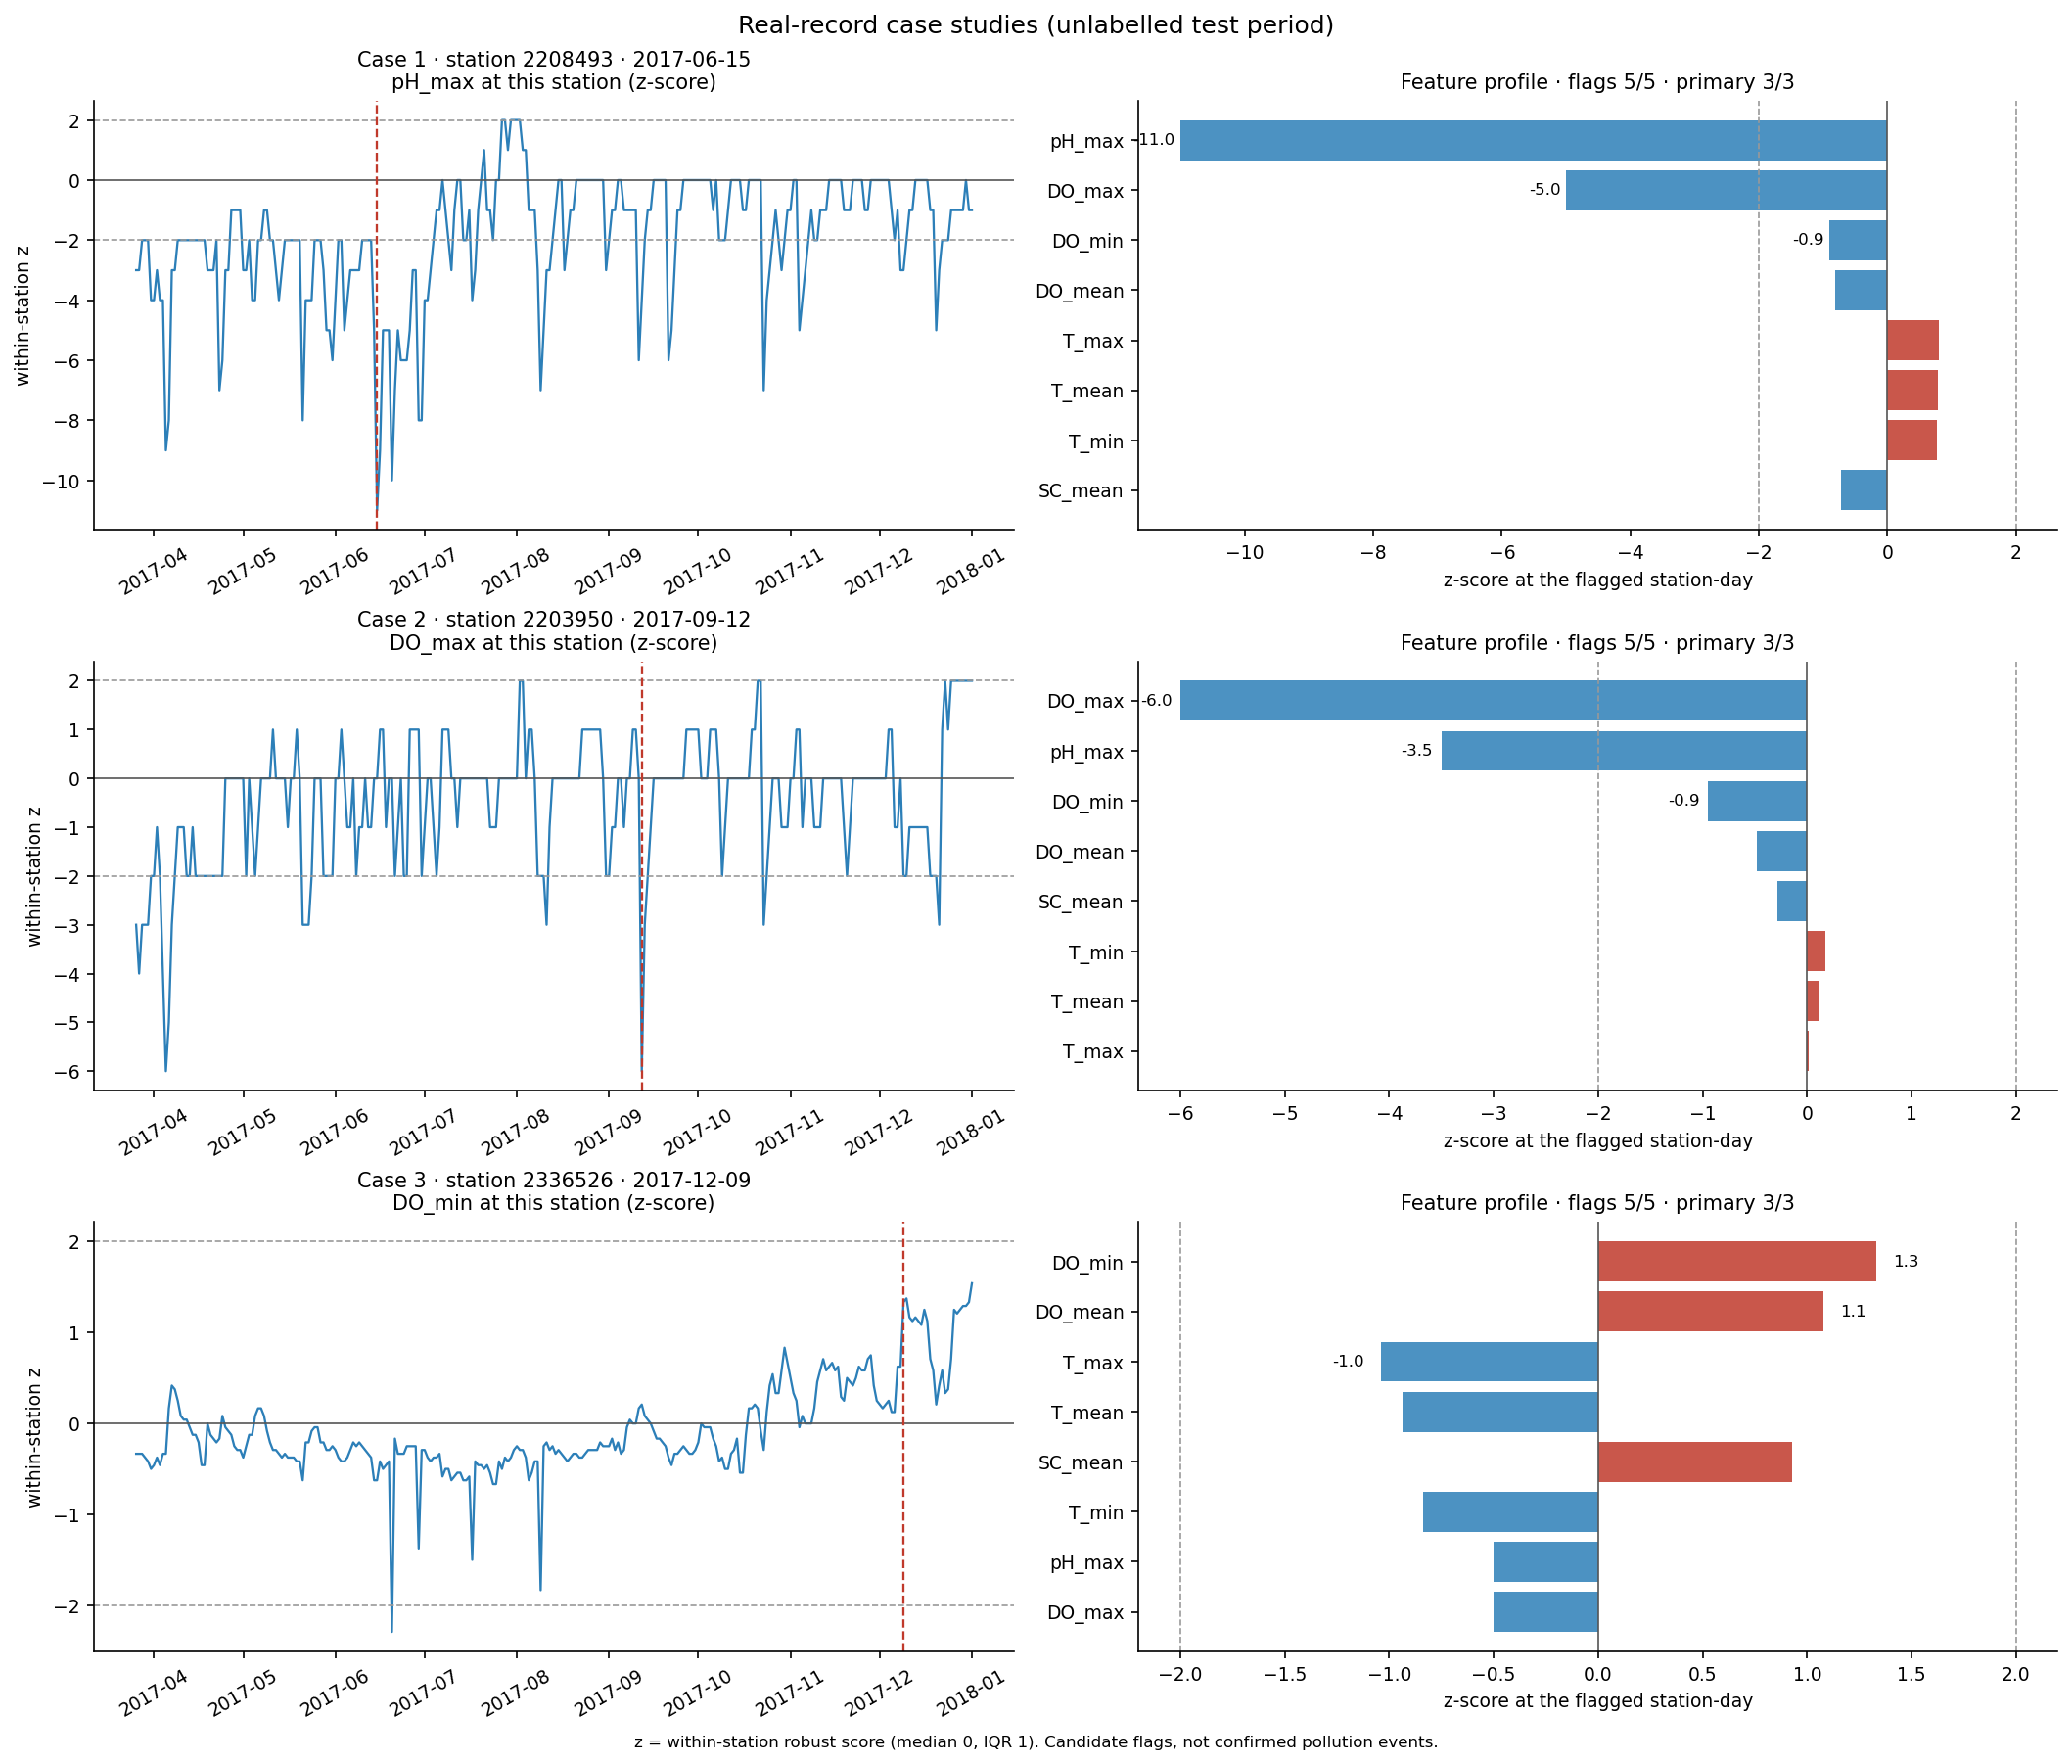 Real-record case studies (unlabelled test period)
Case 1 · station 2208493 · 2017-06-15
pH_max at this station (z-score)
within-station z
2
0
−2
−4
−6
−8
−10
2017-04
2017-05
2017-06
2017-07
2017-08
2017-09
2017-10
2017-11
2017-12
2018-01
Feature profile · flags 5/5 · primary 3/3
pH_max
DO_max
DO_min
DO_mean
T_max
T_mean
T_min
SC_mean
11.0
-5.0
-0.9
−10
−8
−6
−4
−2
0
2
z-score at the flagged station-day
Case 2 · station 2203950 · 2017-09-12
DO_max at this station (z-score)
within-station z
2
1
0
−1
−2
−3
−4
−5
−6
2017-04
2017-05
2017-06
2017-07
2017-08
2017-09
2017-10
2017-11
2017-12
2018-01
Feature profile · flags 5/5 · primary 3/3
DO_max
pH_max
DO_min
DO_mean
SC_mean
T_min
T_mean
T_max
-6.0
-3.5
-0.9
−6
−5
−4
−3
−2
−1
0
1
2
z-score at the flagged station-day
Case 3 · station 2336526 · 2017-12-09
DO_min at this station (z-score)
within-station z
2
1
0
−1
−2
2017-04
2017-05
2017-06
2017-07
2017-08
2017-09
2017-10
2017-11
2017-12
2018-01
Feature profile · flags 5/5 · primary 3/3
DO_min
DO_mean
T_max
T_mean
SC_mean
T_min
pH_max
DO_max
1.3
1.1
-1.0
−2.0
−1.5
−1.0
−0.5
0.0
0.5
1.0
1.5
2.0
z-score at the flagged station-day
z = within-station robust score (median 0, IQR 1). Candidate flags, not confirmed pollution events.